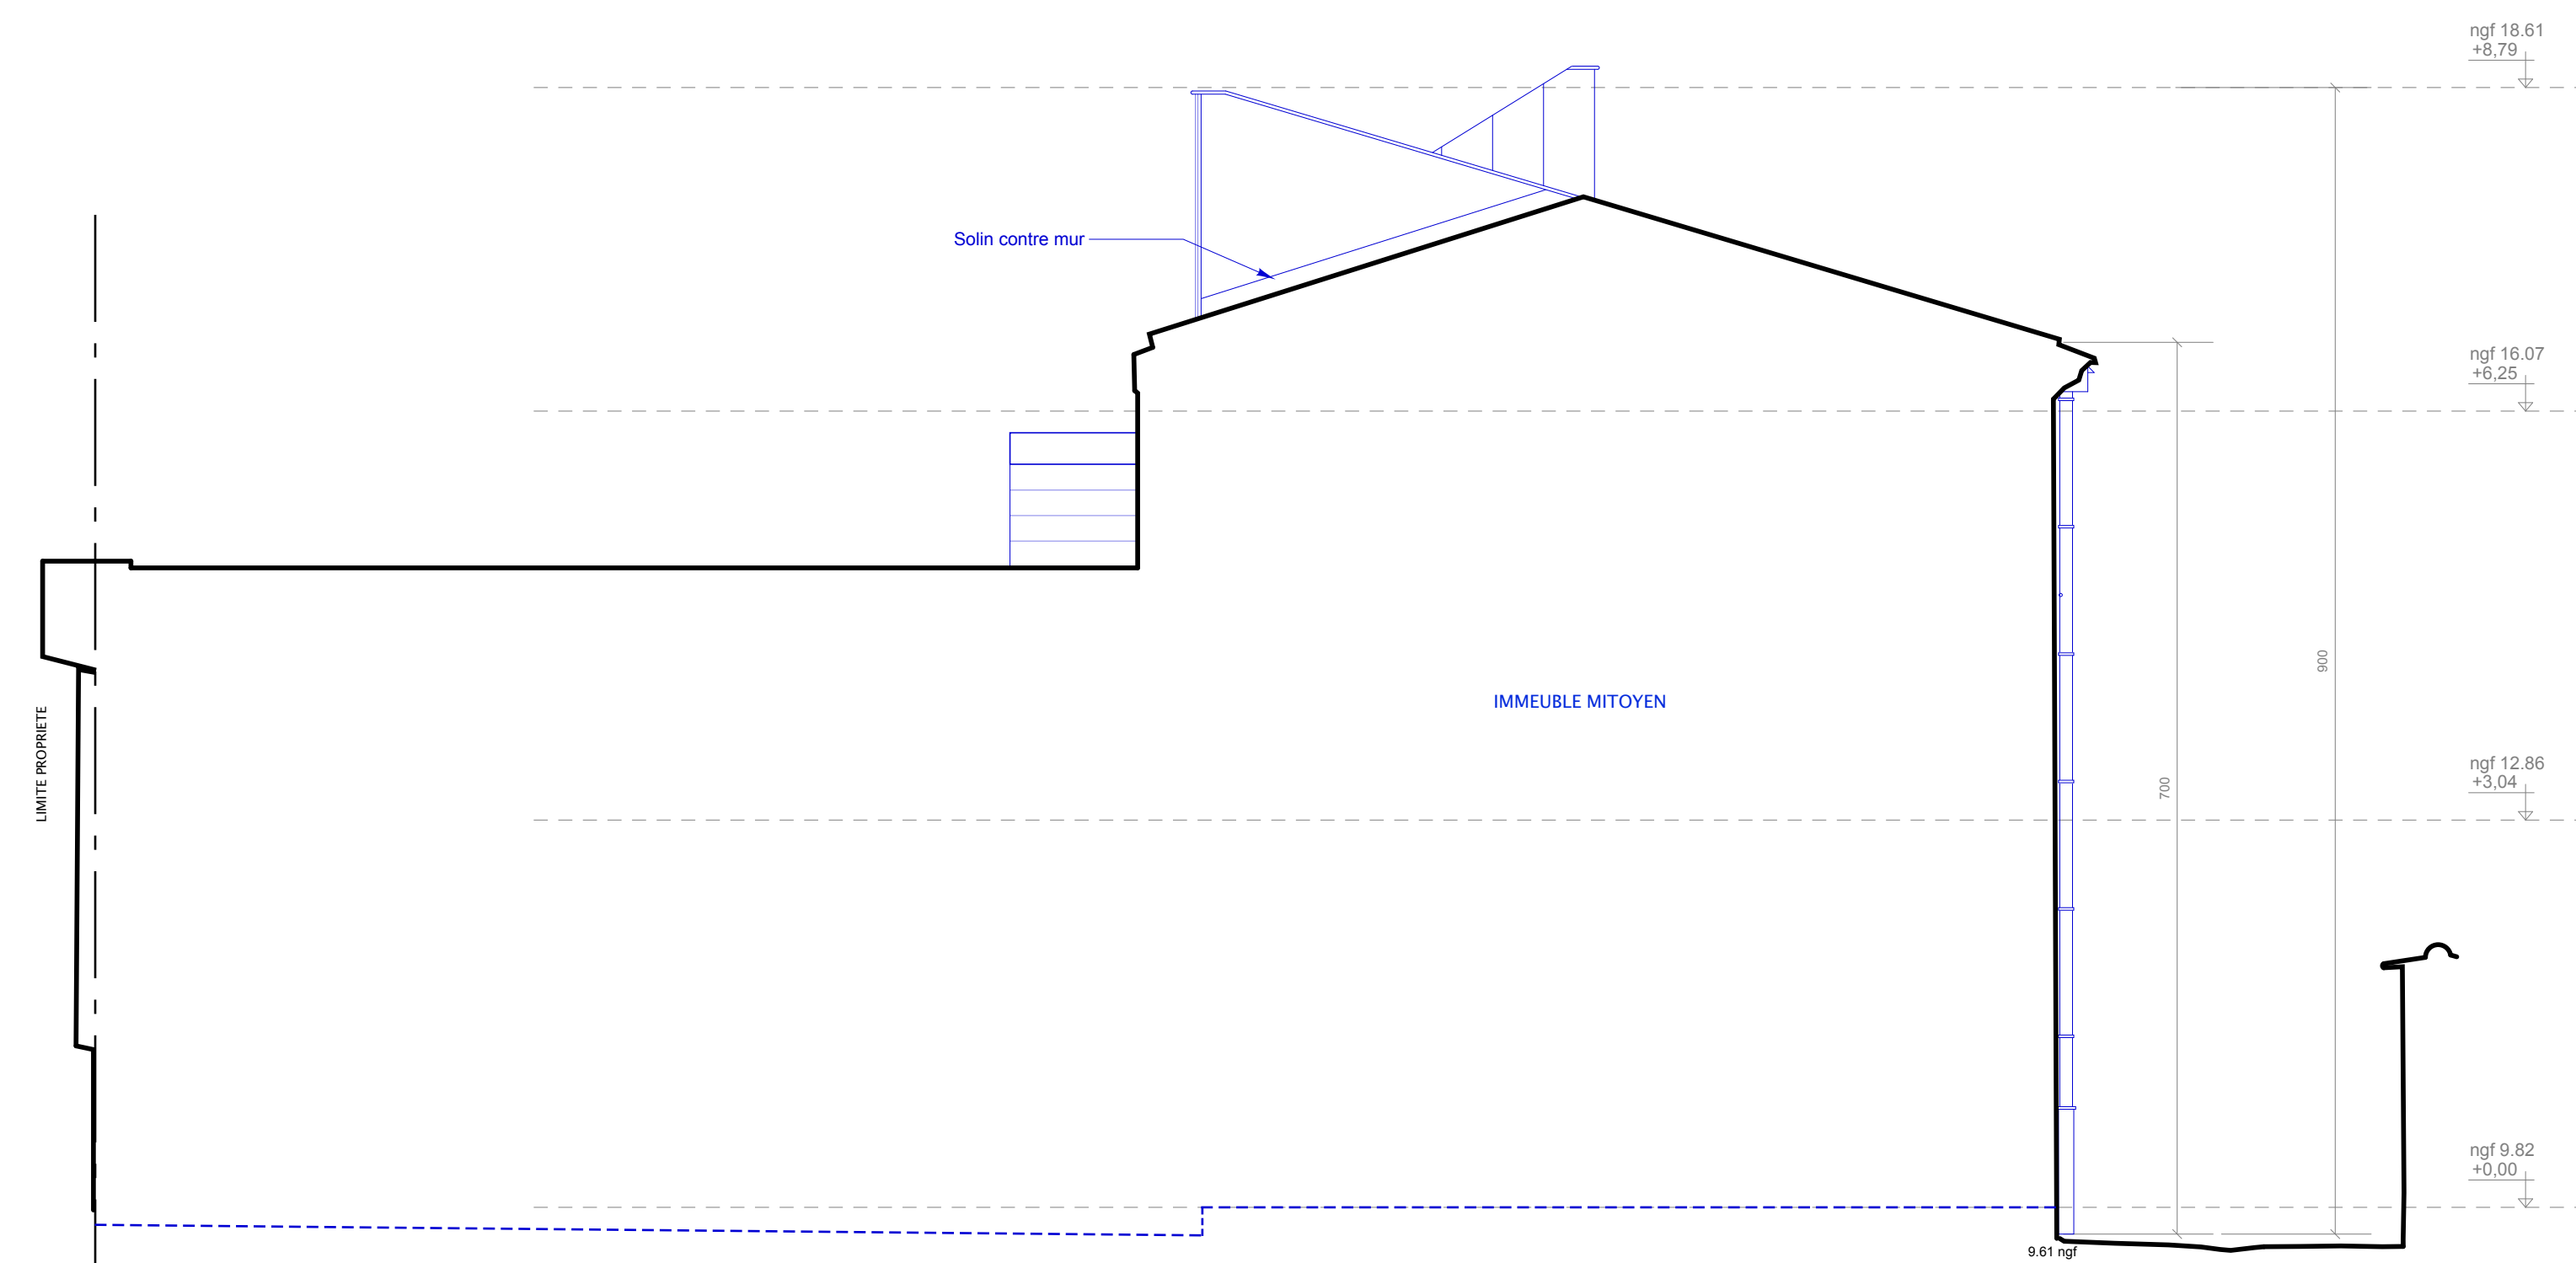 ngf 18.61
+8,79
Solin contre mur
ngf 16.07
+6,25
IMMEUBLE MITOYEN
900
LIMITE PROPRIETE
700
ngf 12.86
+3,04
ngf 9.82
+0,00
9.61 ngf